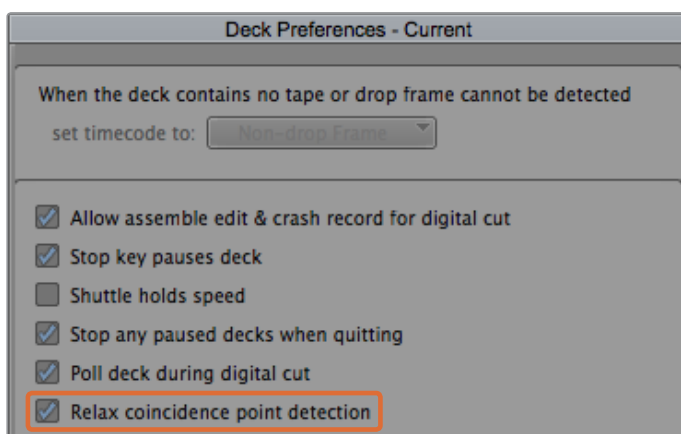 Deck Preferences - Current
When the deck contains no tape or drop frame cannot be detected
set timecode to: Non-drop Frame
Allow assemble edit & crash record for digital cut
Stop key pauses deck
Shuttle holds speed
Stop any paused decks when quitting
Poll deck during digital cut
Relax coincidence point detection